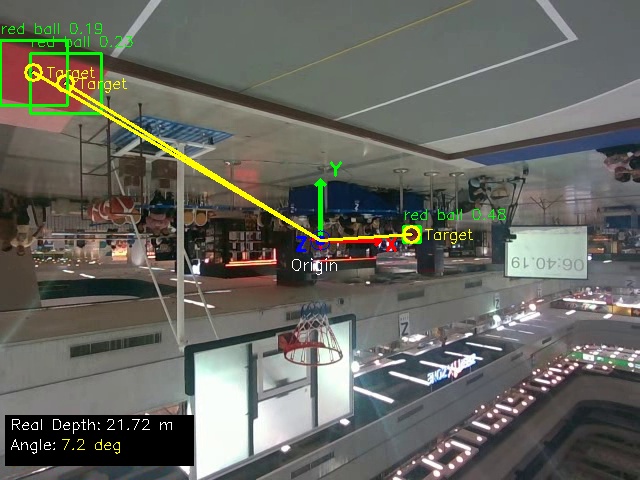 red ball 0.19
red ball 0.23
Target
Target
Y
red ball 0.48
Target
Z
X
Origin
Real Depth: 21.72 m
Angle: 7.2 deg